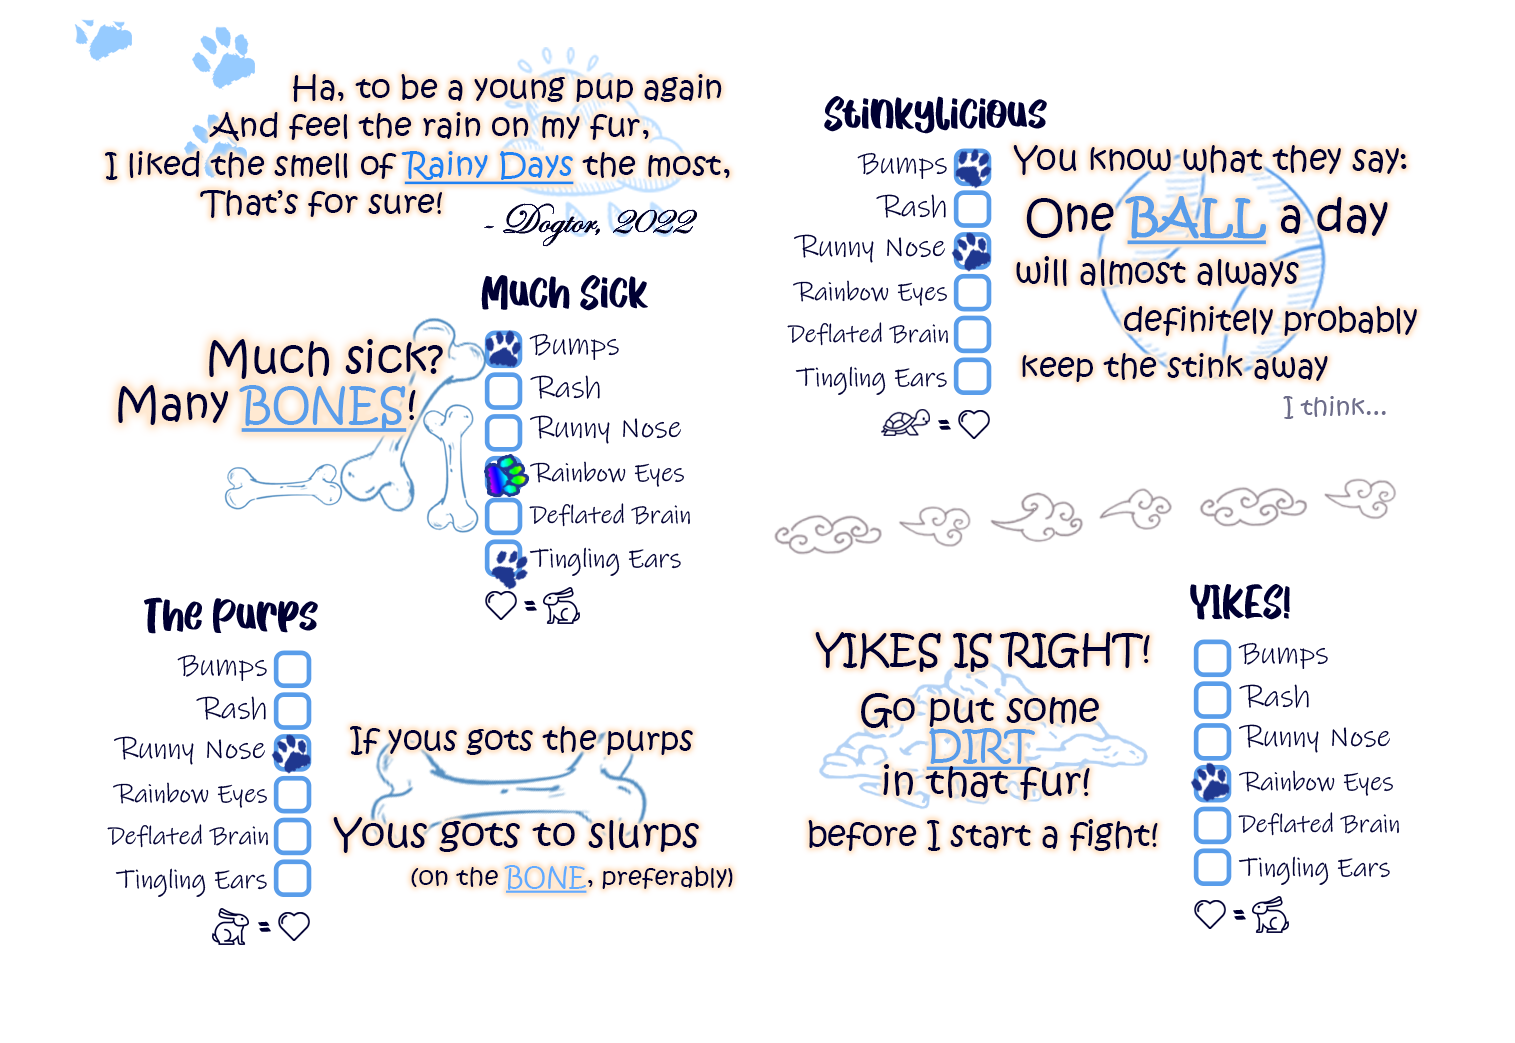 Ha, to be a young pup again
And feel the rain on my fur,
I liked the smell of Rainy Days the most,
That's for sure!
- Dogtor, 2022
Much Sick
Much sick?
Many BONES!
Bumps
Rash
Runny Nose
Rainbow Eyes
Deflated Brain
Tingling Ears
=
The Purps
Bumps
Rash
Runny Nose
Rainbow Eyes
Deflated Brain
Tingling Ears
=
If yous gots the purps
Yous gots to slurps
(on the BONE, preferably)
Stinkylicious
Bumps
Rash
Runny Nose
Rainbow Eyes
Deflated Brain
Tingling Ears
=
You know what they say:
One BALL a day
will almost always
definitely probably
keep the stink away
I think...
YIKES!
YIKES IS RIGHT!
Go put some
DIRT
in that fur!
before I start a fight!
Bumps
Rash
Runny Nose
Rainbow Eyes
Deflated Brain
Tingling Ears
=